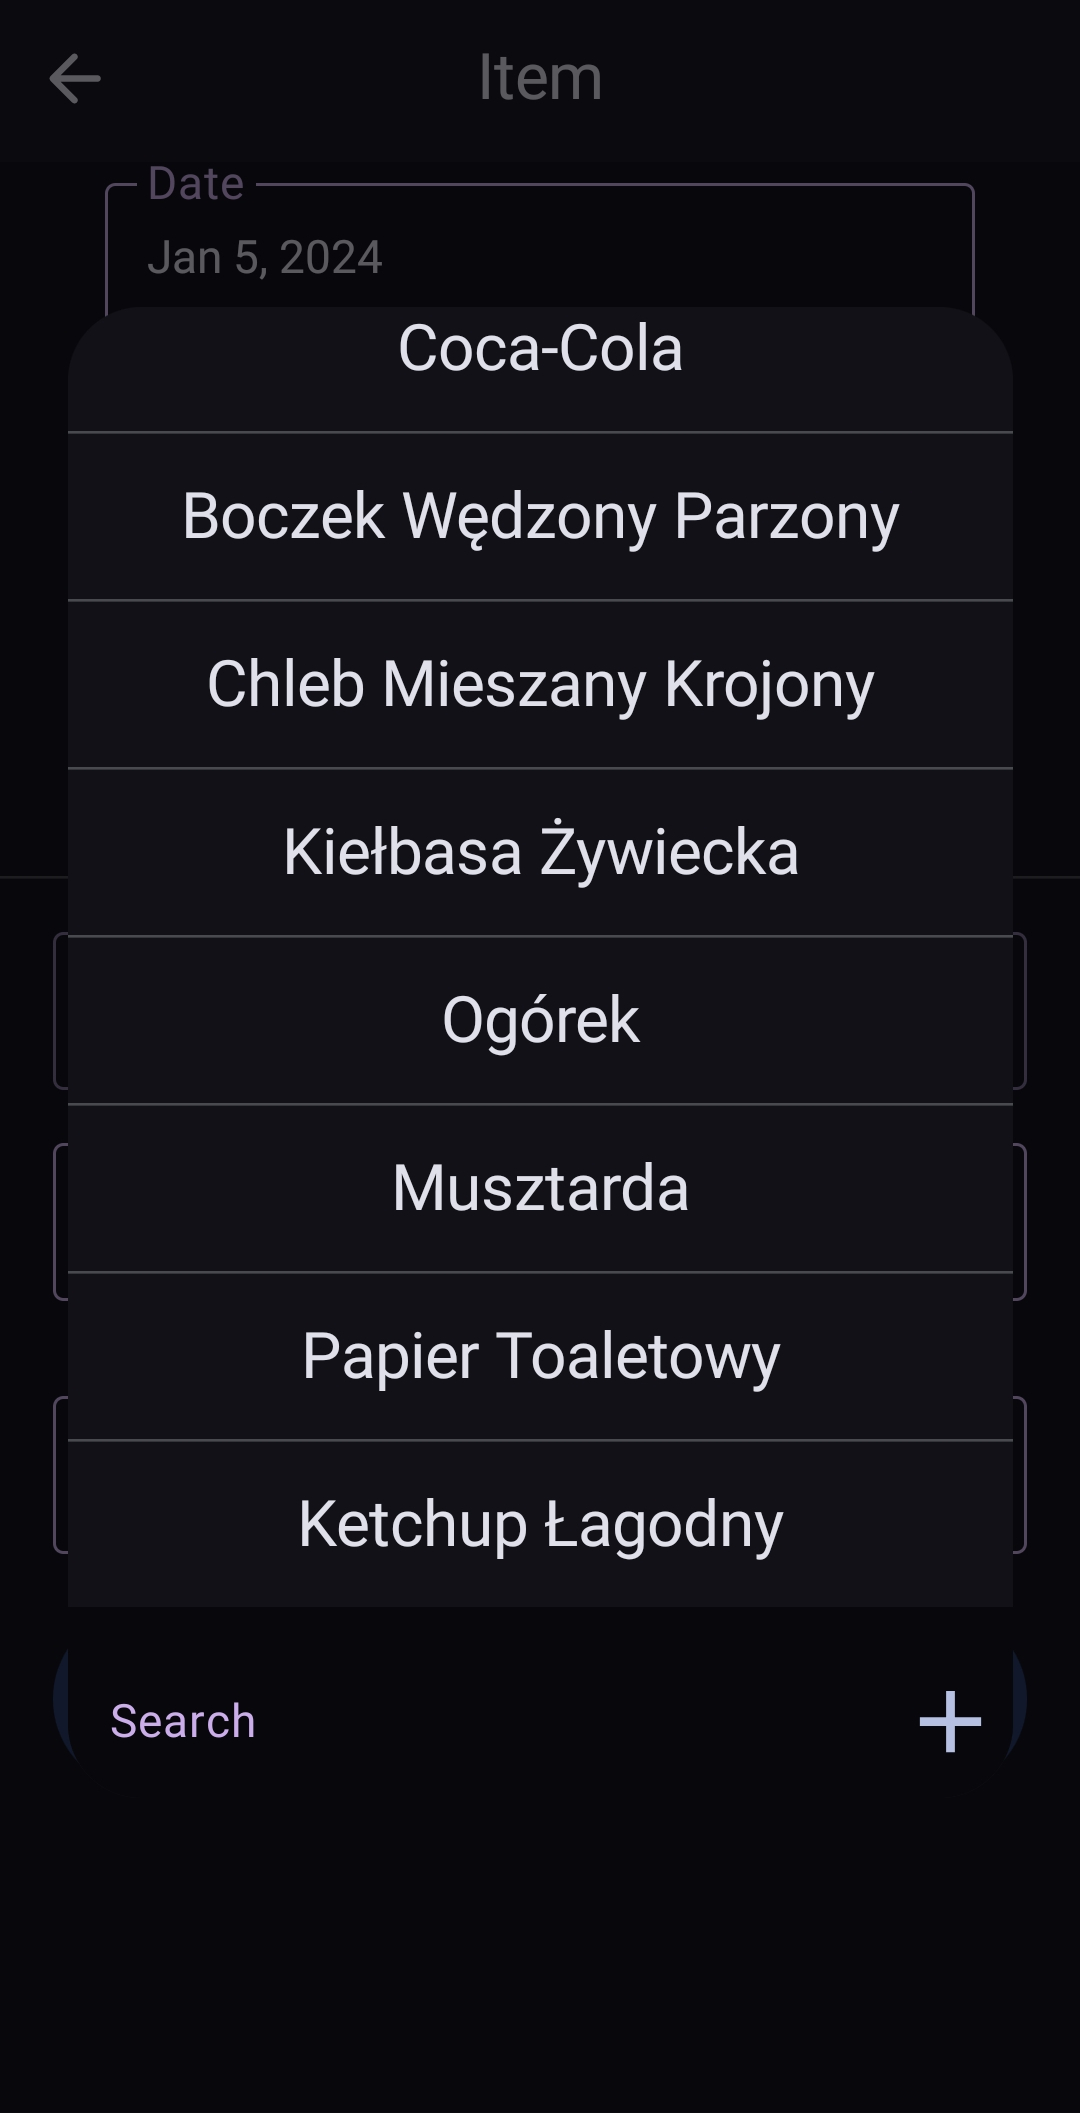 Item
Date
Jan 5, 2024
Coca-Cola
Boczek Wędzony Parzony
Chleb Mieszany Krojony
Kiełbasa Żywiecka
Ogórek
Musztarda
Papier Toaletowy
Ketchup Łagodny
Search